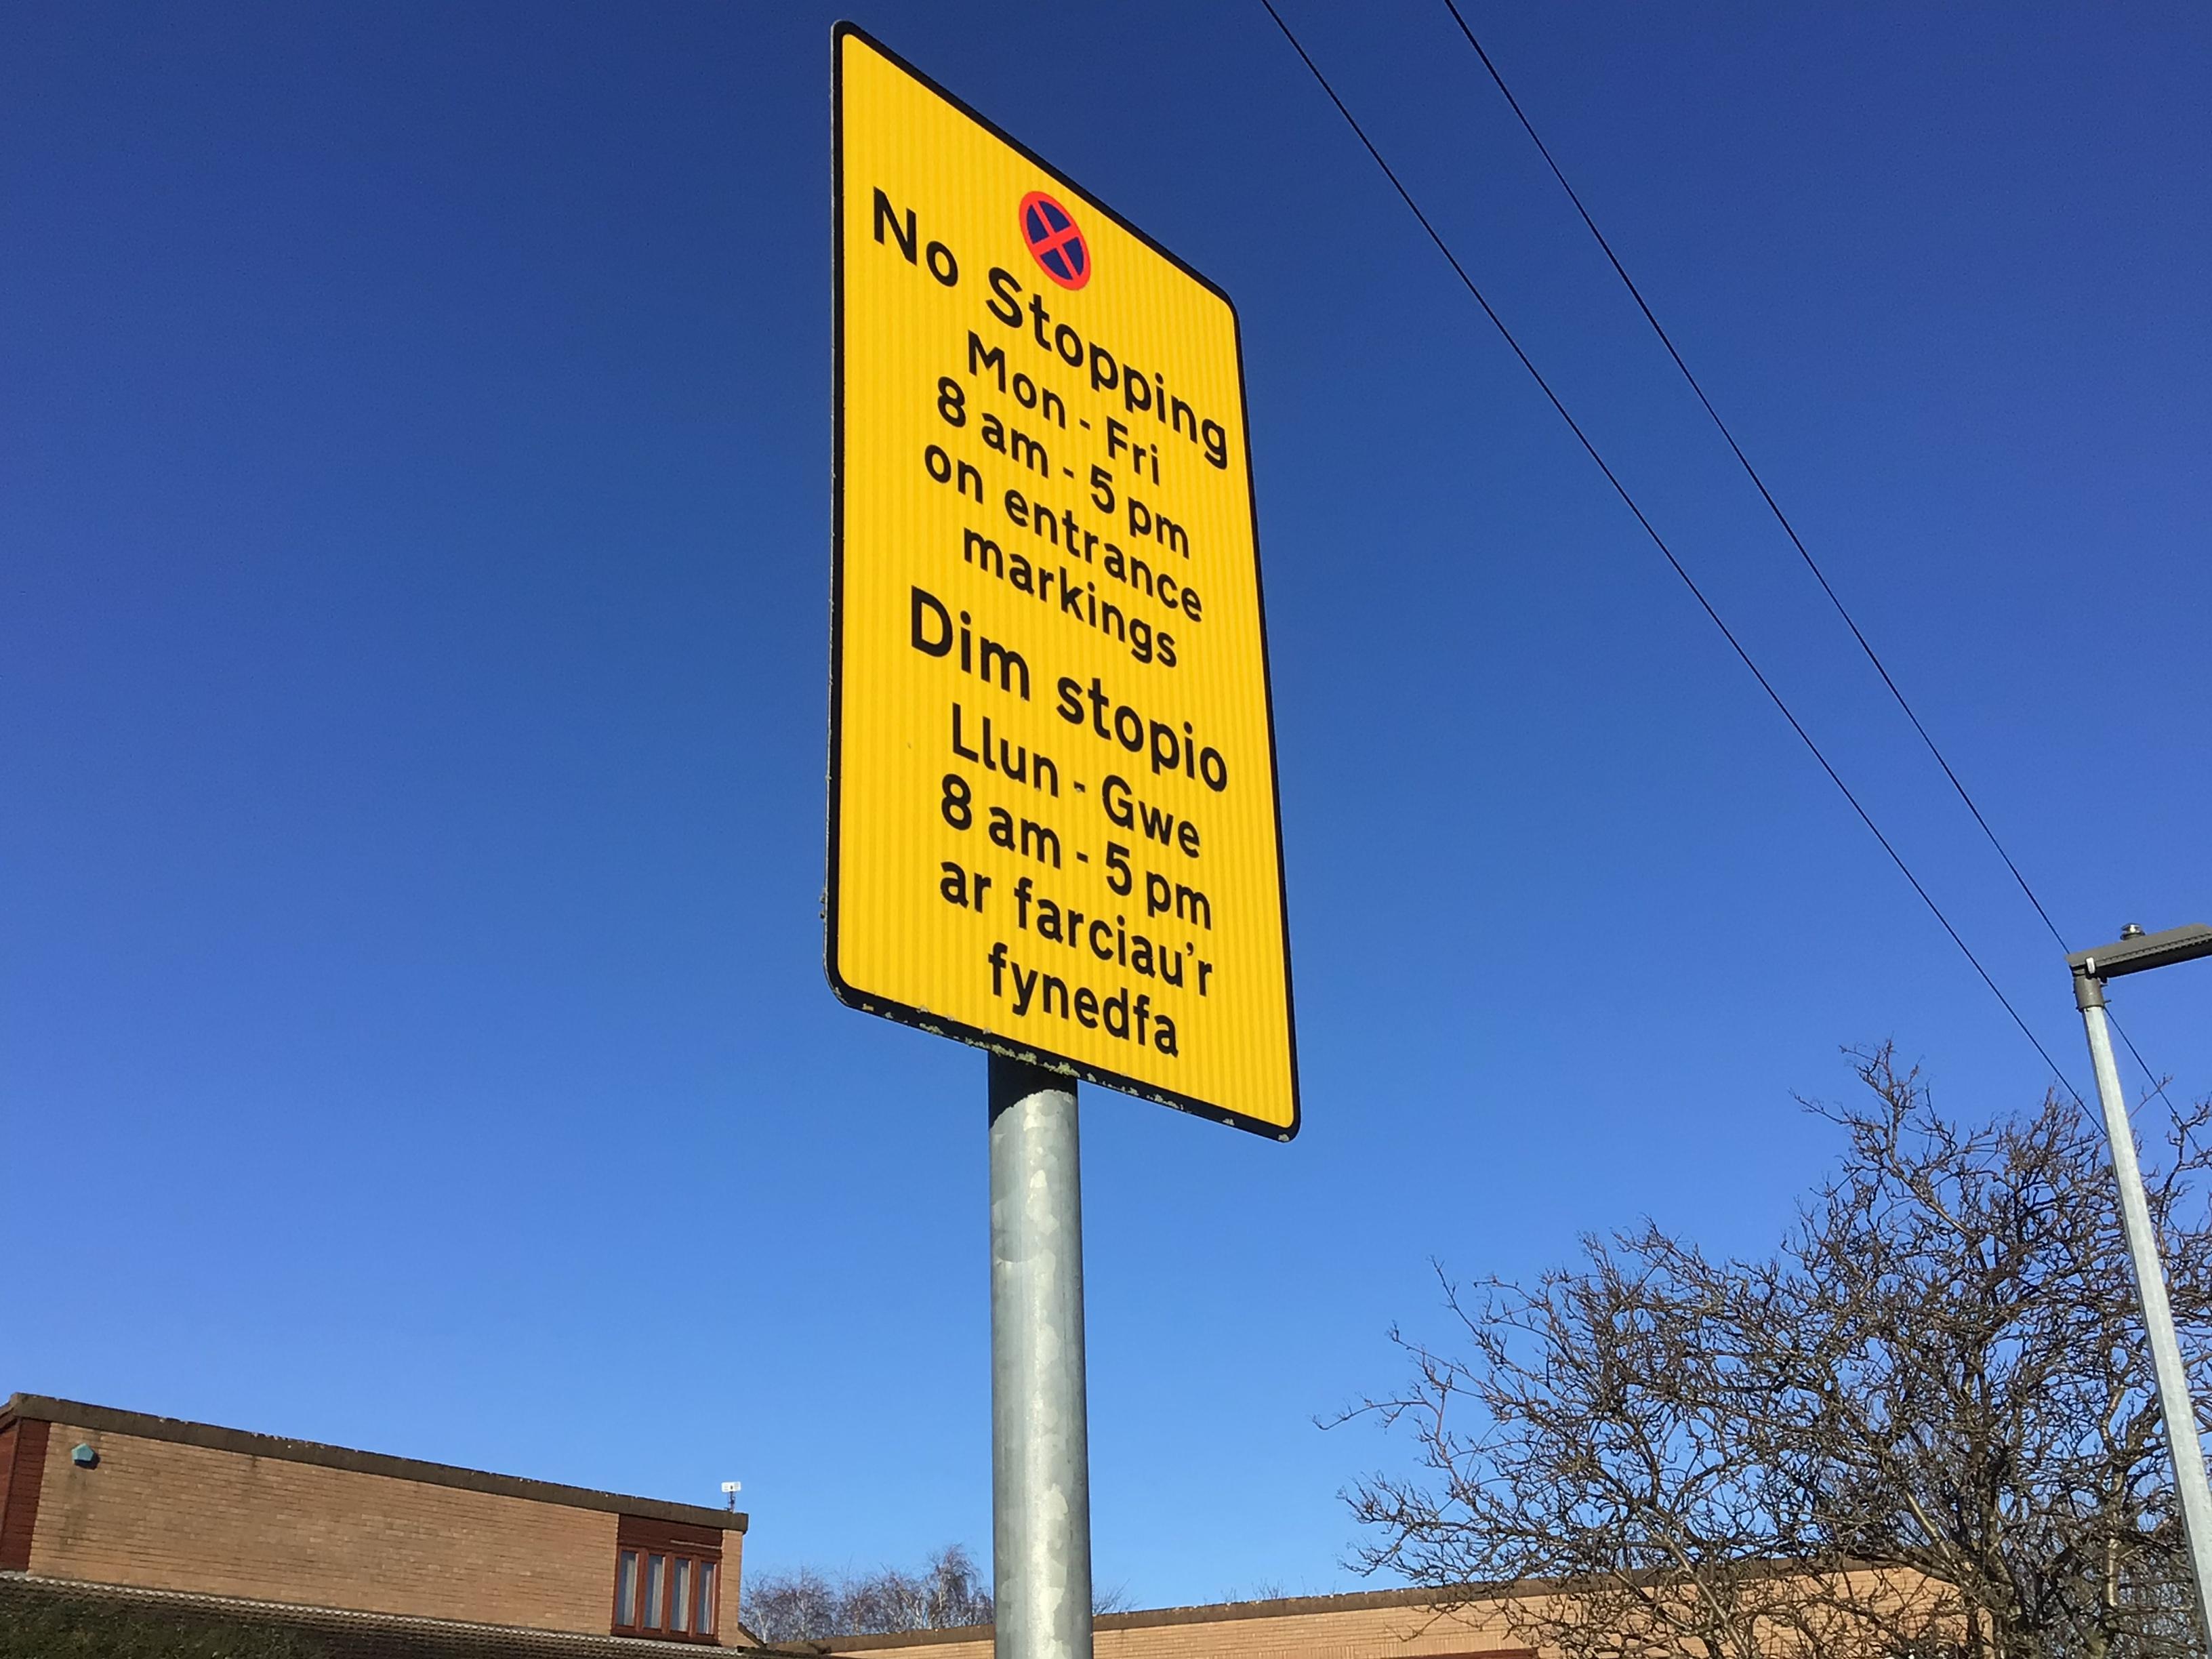 No Stopping
Mon - Fri
8 am - 5 pm
on entrance
markings
Dim stopio
Llun - Gwe
8 am - 5 pm
ar farciau'r
fynedfa